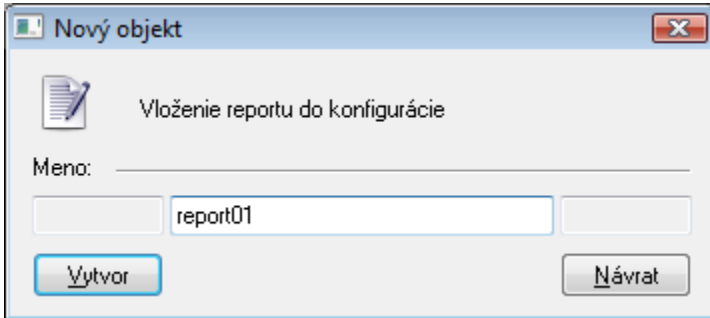 Nový objekt
Vloženie reportu do konfigurácie
Meno:
report01
Vytvor
Návrat